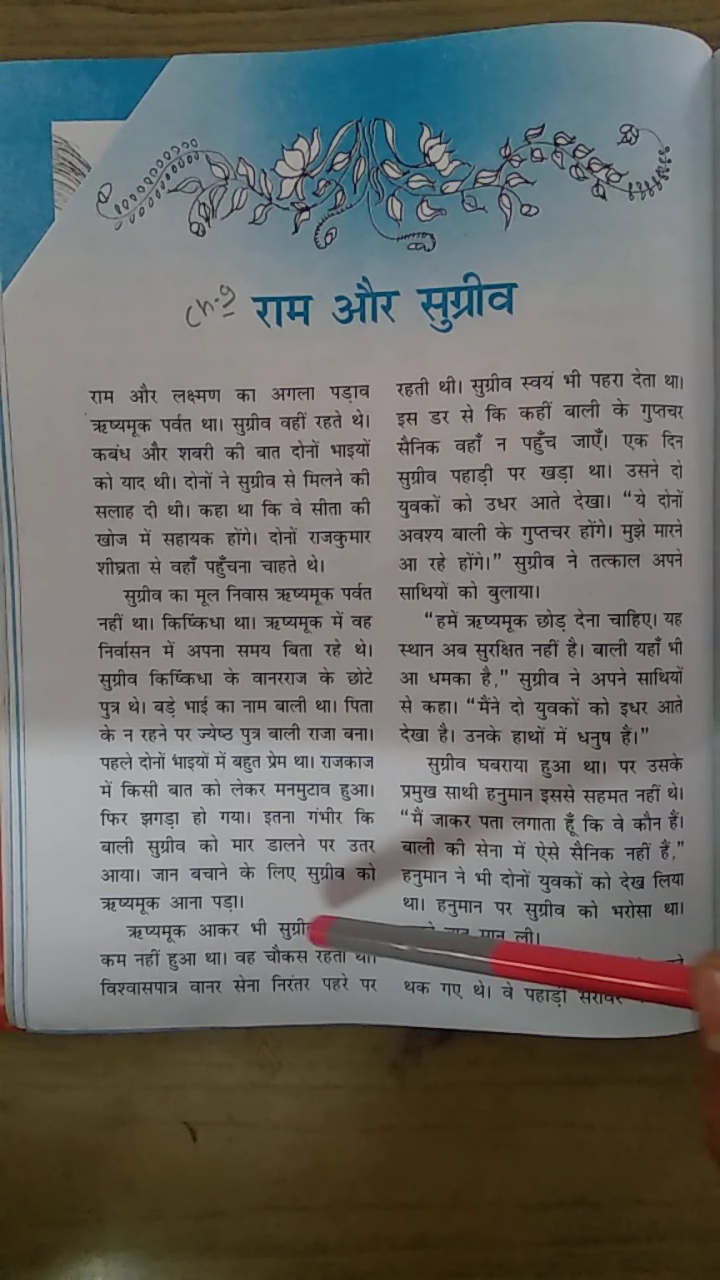 Ch-9
राम और सुग्रीव
राम और लक्ष्मण का अगला पड़ाव
ऋष्यमूक पर्वत था। सुग्रीव वहीं रहते थे।
कबंध और शबरी की बात दोनों भाइयों
को याद थी। दोनों ने सुग्रीव से मिलने की
सलाह दी थी। कहा था कि वे सीता की
खोज में सहायक होंगे। दोनों राजकुमार
शीघ्रता से वहाँ पहुँचना चाहते थे।
सुग्रीव का मूल निवास ऋष्यमूक पर्वत
नहीं था। किष्किंधा था। ऋष्यमूक में वह
निर्वासन में अपना समय बिता रहे थे।
सुग्रीव किष्किंधा के वानरराज के छोटे
पुत्र थे। बड़े भाई का नाम बाली था। पिता
के न रहने पर ज्येष्ठ पुत्र बाली राजा बना।
पहले दोनों भाइयों में बहुत प्रेम था। राजकाज
में किसी बात को लेकर मनमुटाव हुआ।
फिर झगड़ा हो गया। इतना गंभीर कि
बाली सुग्रीव को मार डालने पर उतर
आया। जान बचाने के लिए सुग्रीव को
ऋष्यमूक आना पड़ा।
ऋष्यमूक आकर भी
कम नहीं हुआ था। वह चौकस रहता था।
विश्वासपात्र वानर सेना निरंतर पहरे पर
रहती थी। सुग्रीव स्वयं भी पहरा देता था।
इस डर से कि कहीं बाली के गुप्तचर
सैनिक वहाँ न पहुँच जाएँ। एक दिन
सुग्रीव पहाड़ी पर खड़ा था। उसने दो
युवकों को उधर आते देखा। “ये दोनों
अवश्य बाली के गुप्तचर होंगे। मुझे मारने
आ रहे होंगे।” सुग्रीव ने तत्काल अपने
साथियों को बुलाया।
“हमें ऋष्यमूक छोड़ देना चाहिए। यह
स्थान अब सुरक्षित नहीं है। बाली यहाँ भी
आ धमका है,” सुग्रीव ने अपने साथियों
से कहा। “मैंने दो युवकों को इधर आते
देखा है। उनके हाथों में धनुष हैं।”
सुग्रीव घबराया हुआ था। पर उसके
प्रमुख साथी हनुमान इससे सहमत नहीं थे।
“मैं जाकर पता लगाता हूँ कि वे कौन हैं।
बाली की सेना में ऐसे सैनिक नहीं हैं,”
हनुमान ने भी दोनों युवकों को देख लिया
था। हनुमान पर सुग्रीव को भरोसा था।
मान ली।
थक गए थे। वे पहाड़ी सरोवर